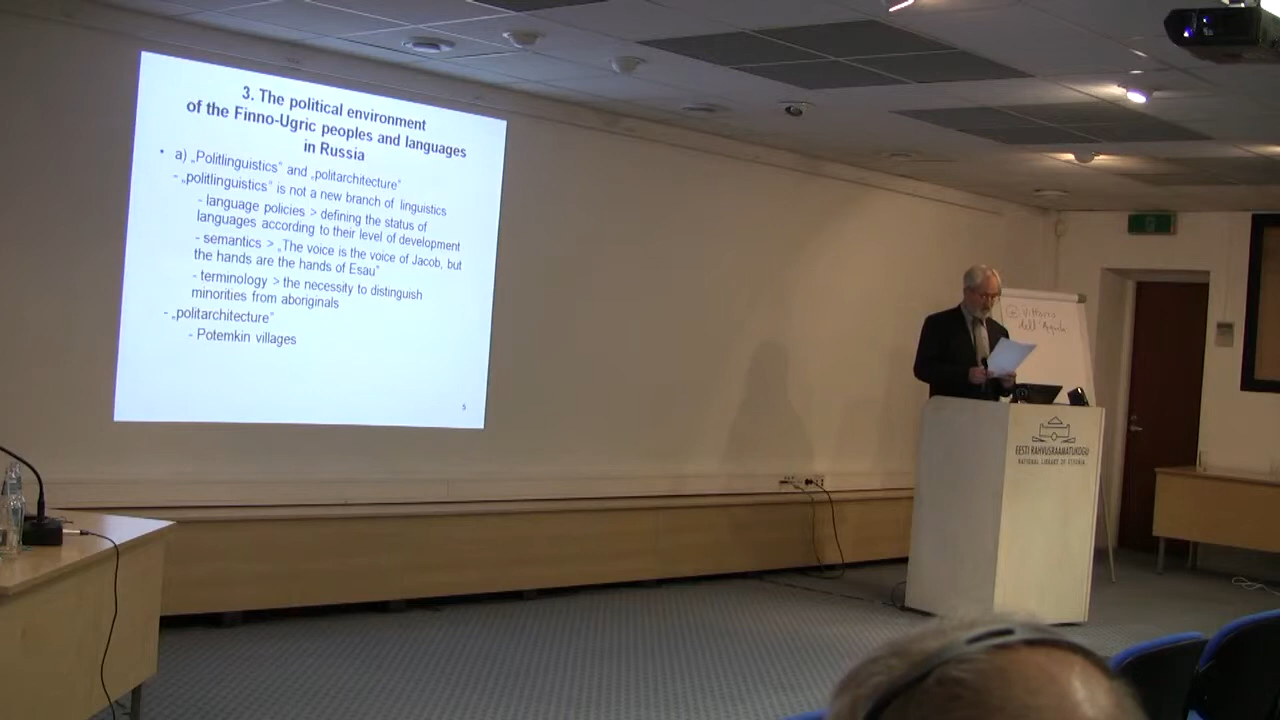 3. The political environment
of the Finno-Ugric peoples and languages
in Russia
• a) „Politlinguistics“ and „politarchitecture“
- „politlinguistics“ is not a new branch of linguistics
- language policies > defining the status of
languages according to their level of development
- semantics > „The voice is the voice of Jacob, but
the hands are the hands of Esau“
- terminology > the necessity to distinguish
minorities from aboriginals
- „politarchitecture“
- Potemkin villages
5
Vittorio
dell'Aquila
EESTI RAHVUSRAAMATUKOGU
NATIONAL LIBRARY OF ESTONIA